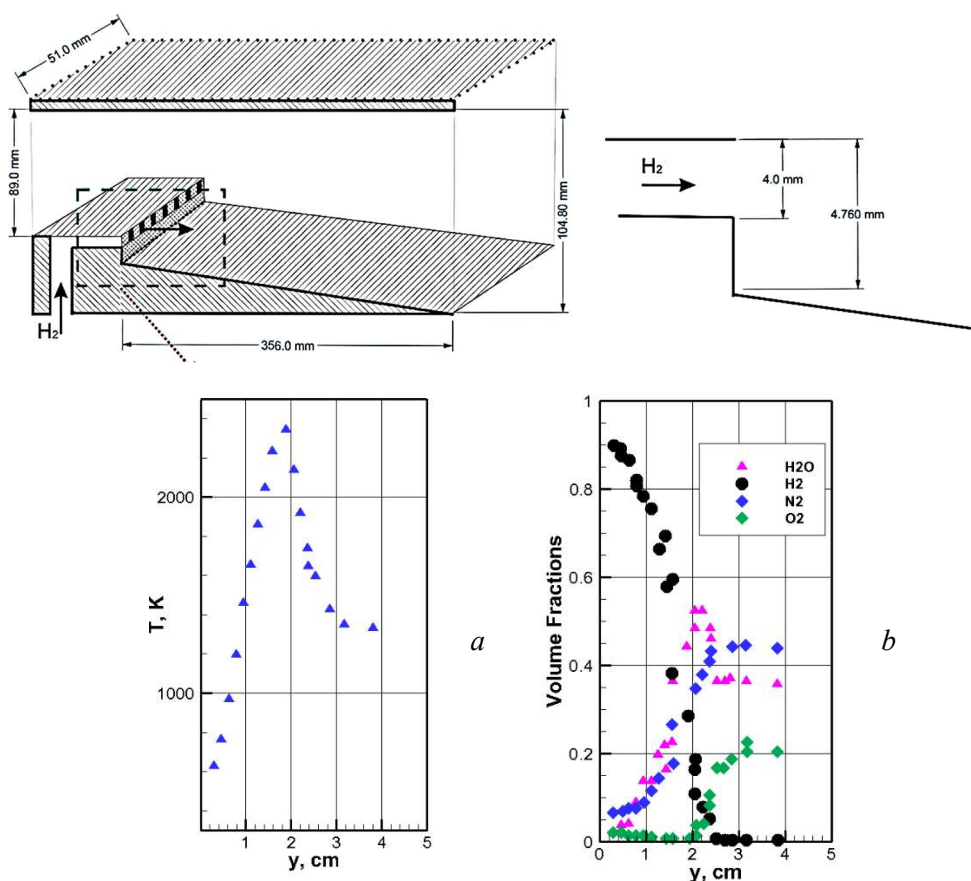 51.0 mm
89.0 mm
104.80 mm
H₂
356.0 mm
H₂
4.0 mm
4.760 mm
T, K
2000
1000
1 2 3 4 5
y, cm
a
Volume Fractions
1
0.8
0.6
0.4
0.2
0
0 1 2 3 4 5
y, cm
H2O
H2
N2
O2
b